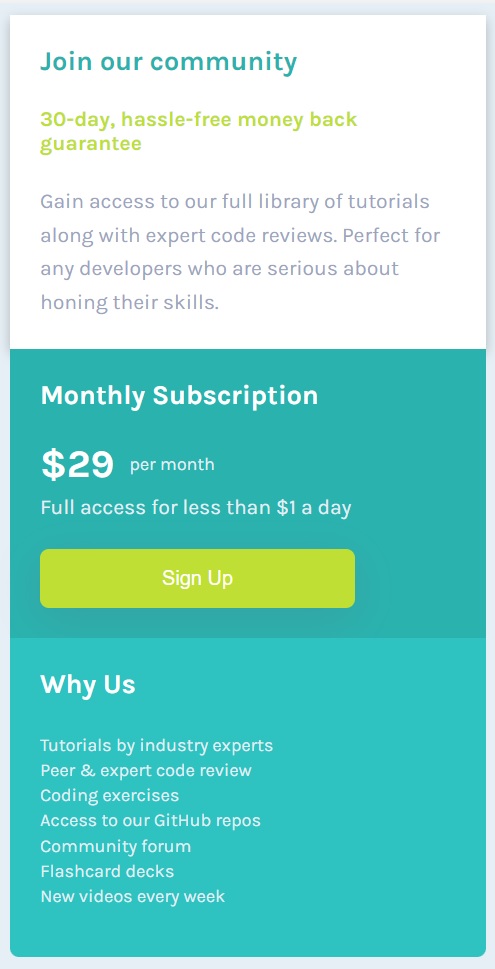 Join our community
30-day, hassle-free money back
guarantee
Gain access to our full library of tutorials
along with expert code reviews. Perfect for
any developers who are serious about
honing their skills.
Monthly Subscription
$29 per month
Full access for less than $1 a day
Sign Up
Why Us
Tutorials by industry experts
Peer & expert code review
Coding exercises
Access to our GitHub repos
Community forum
Flashcard decks
New videos every week